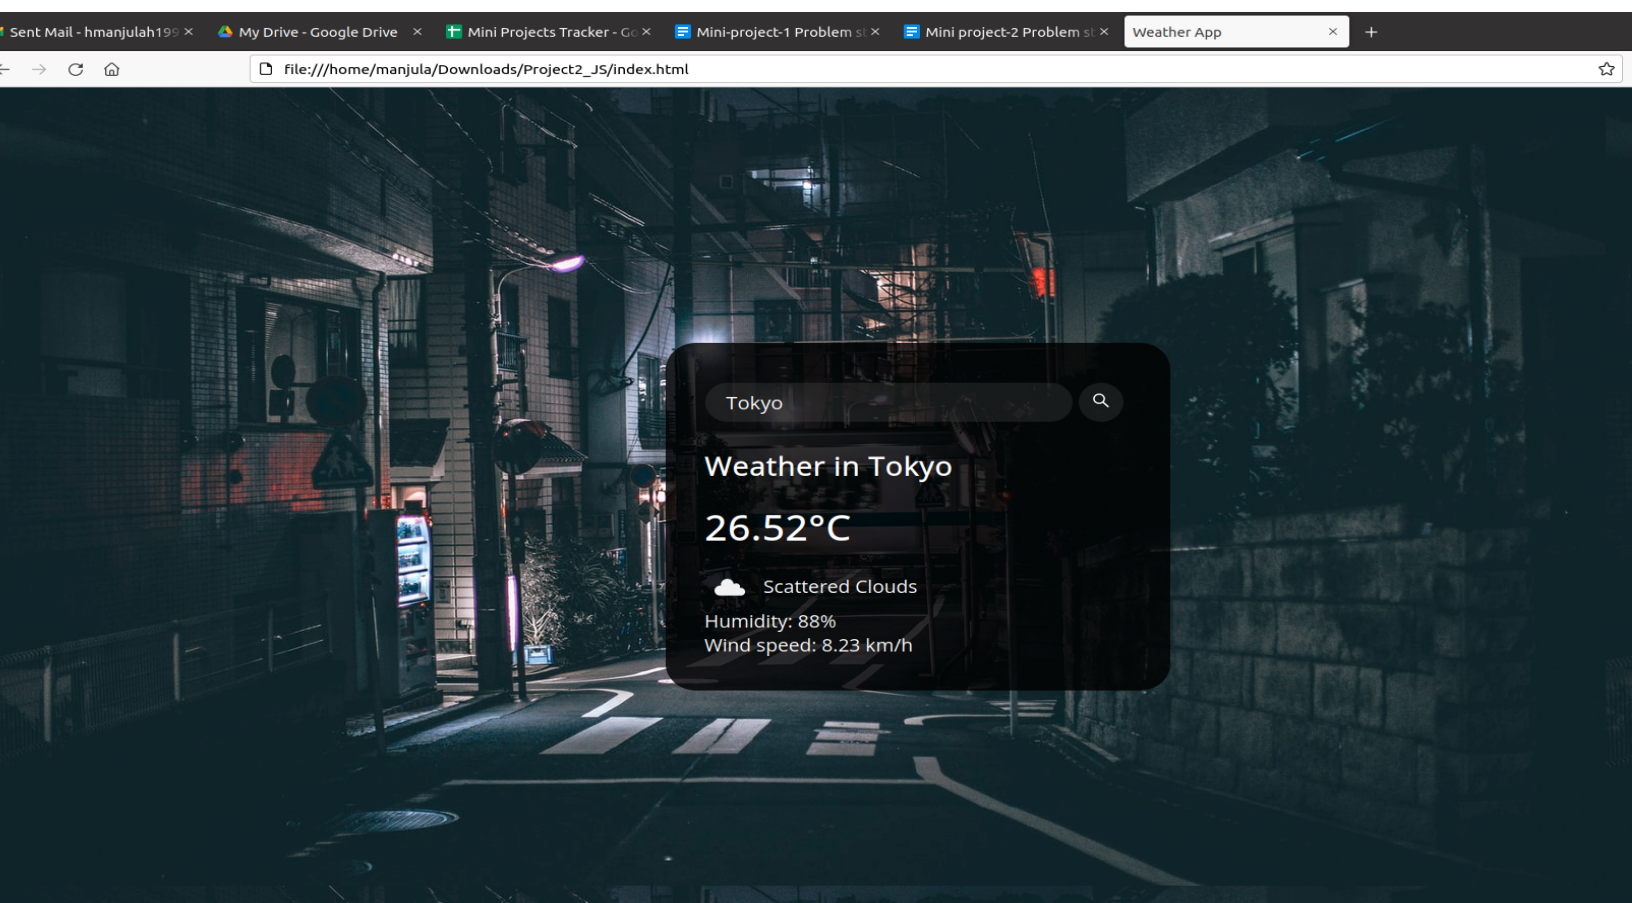 Sent Mail - hmanjulah199
My Drive - Google Drive
Mini Projects Tracker - Go
Mini-project-1 Problem st
Mini project-2 Problem st
Weather App
file:///home/manjula/Downloads/Project2_JS/index.html
Tokyo
Weather in Tokyo
26.52°C
Scattered Clouds
Humidity: 88%
Wind speed: 8.23 km/h